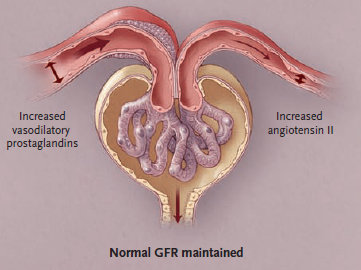 Increased
vasodilatory
prostaglandins
Increased
angiotensin II
Normal GFR maintained